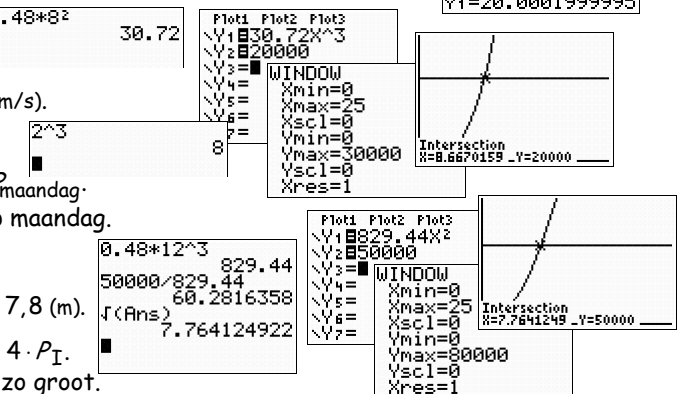 .48*8²
30.72
Plot1 Plot2 Plot3
\Y1=30.72X^3
\Y2=20000
\Y3=
\Y4=
\Y5=
\Y6=
7=
WINDOW
Xmin=0
Xmax=25
Xscl=0
Ymin=0
Ymax=30000
Yscl=0
Xres=1
Y1=20.0001999995
Intersection
X=8.6670159 Y=20000
m/s).
2^3
8
maandag.
maandag.
0.48*12^3
829.44
50000/829.44
60.2816358
√(Ans)
7.764124922
7,8 (m).
4 · PI.
zo groot.
Plot1 Plot2 Plot3
\Y1=829.44X²
\Y2=50000
\Y3=
\Y4=
\Y5=
\Y6=
\Y7=
WINDOW
Xmin=0
Xmax=25
Xscl=0
Ymin=0
Ymax=80000
Yscl=0
Xres=1
Intersection
X=7.7641249 Y=50000